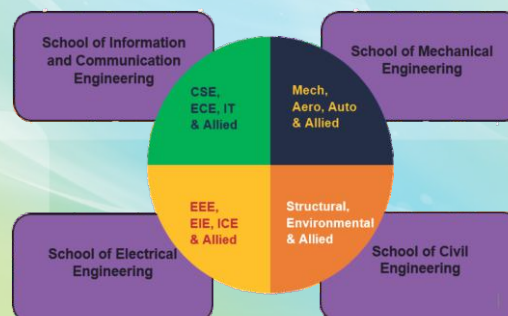 School of Information
and Communication
Engineering
School of Mechanical
Engineering
CSE,
ECE, IT
& Allied
Mech,
Aero, Auto
& Allied
EEE,
EIE, ICE
& Allied
Structural,
Environmental
& Allied
School of Electrical
Engineering
School of Civil
Engineering